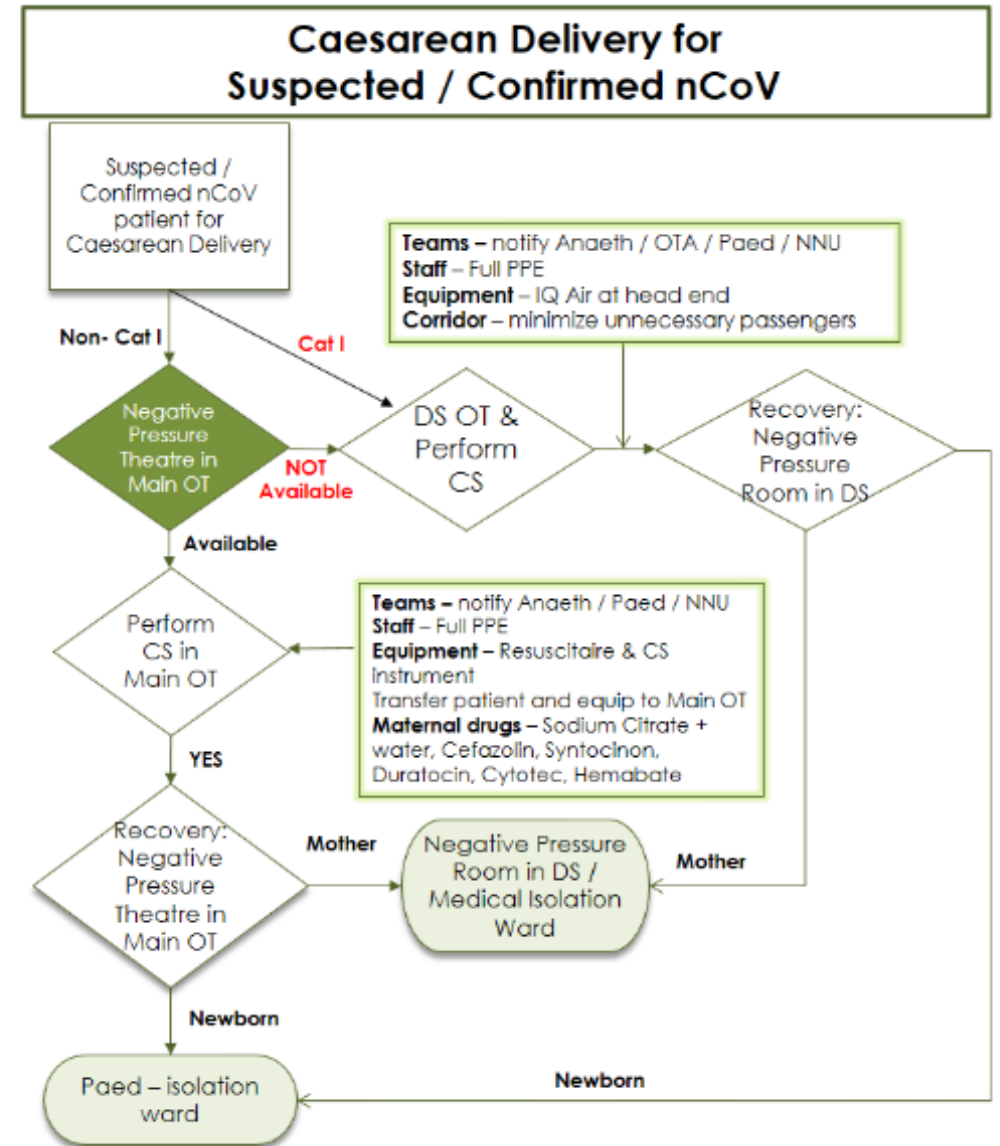 Caesarean Delivery for
Suspected / Confirmed nCoV
Suspected /
Confirmed nCoV
patient for
Caesarean Delivery
Teams – notify Anaeth / OTA / Paed / NNU
Staff – Full PPE
Equipment – IQ Air at head end
Corridor – minimize unnecessary passengers
Non- Cat I
Cat I
Negative
Pressure
Theatre in
Main OT
NOT
Available
DS OT &
Perform
CS
Recovery:
Negative
Pressure
Room in DS
Available
Perform
CS in
Main OT
Teams – notify Anaeth / Paed / NNU
Staff – Full PPE
Equipment – Resuscitaire & CS
instrument
Transfer patient and equip to Main OT
Maternal drugs – Sodium Citrate +
water, Cefazolin, Syntocinon,
Duratocin, Cytotec, Hemabate
YES
Recovery:
Negative
Pressure
Theatre in
Main OT
Mother
Negative Pressure
Room in DS /
Medical Isolation
Ward
Mother
Newborn
Paed – isolation
ward
Newborn